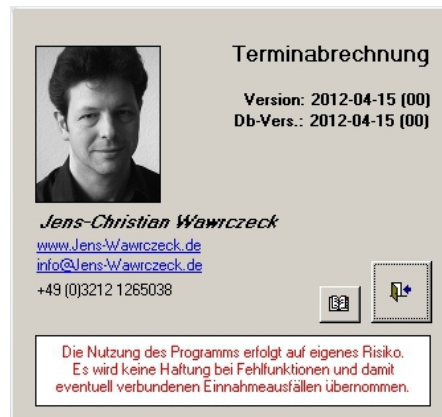 Terminabrechnung
Version: 2012-04-15 (00)
Db-Vers.: 2012-04-15 (00)
Jens-Christian Wawrczeck
www.Jens-Wawrczeck.de
info@Jens-Wawrczeck.de
+49 (0)3212 1265038
Die Nutzung des Programms erfolgt auf eigenes Risiko.
Es wird keine Haftung bei Fehlfunktionen und damit
eventuell verbundenen Einnahmeausfällen übernommen.